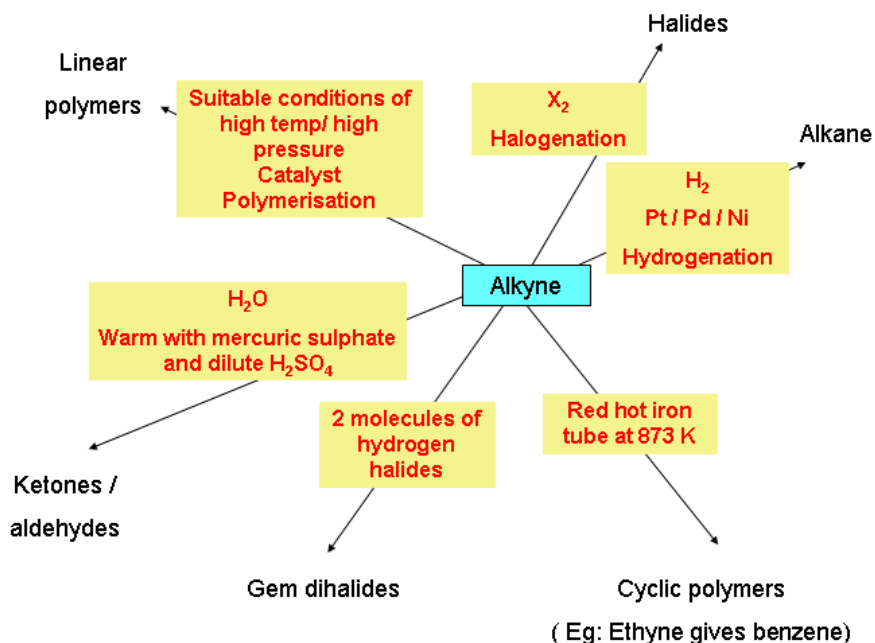 Halides
Linear
polymers
Suitable conditions of
high temp/ high
pressure
Catalyst
Polymerisation
X₂
Halogenation
Alkane
H₂
Pt / Pd / Ni
Hydrogenation
Alkyne
H₂O
Warm with mercuric sulphate
and dilute H₂SO₄
2 molecules of
hydrogen
halides
Red hot iron
tube at 873 K
Ketones /
aldehydes
Gem dihalides
Cyclic polymers
( Eg: Ethyne gives benzene)